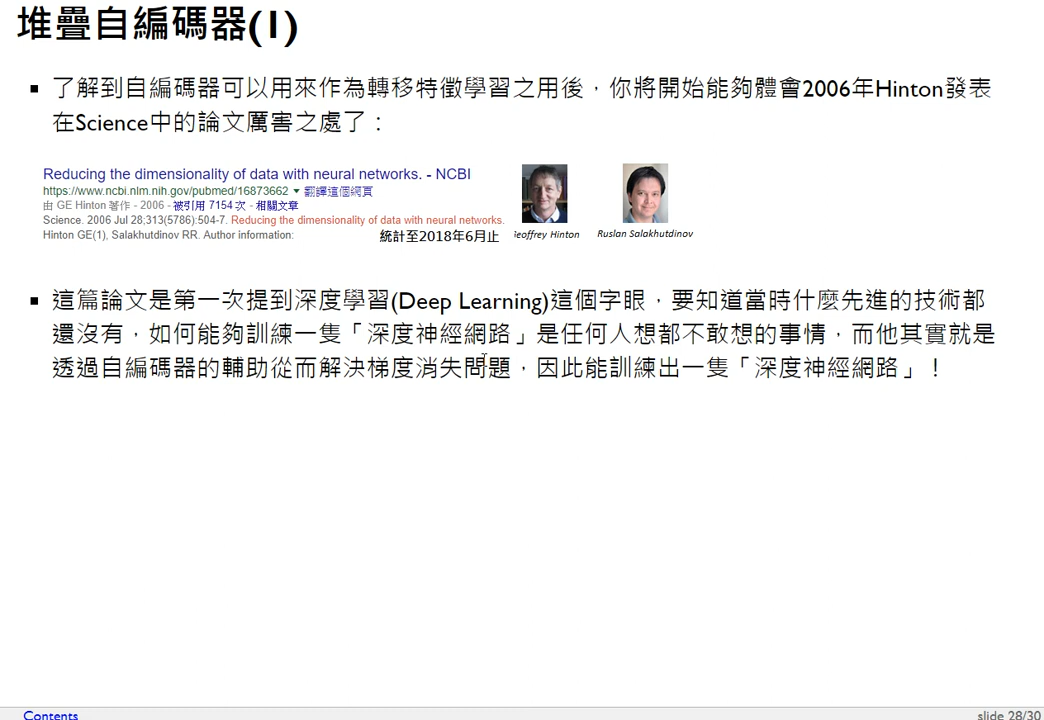 堆疊自編碼器(1)
了解到自編碼器可以用來作為轉移特徵學習之用後，你將開始能夠體會2006年Hinton發表
在Science中的論文厲害之處了：
Reducing the dimensionality of data with neural networks. - NCBI
https://www.ncbi.nlm.nih.gov/pubmed/16873662 ▼ 翻譯這個網頁
由 GE Hinton 著作 - 2006 - 被引用 7154 次 - 相關文章
Science. 2006 Jul 28;313(5786):504-7. Reducing the dimensionality of data with neural networks.
Hinton GE(1), Salakhutdinov RR. Author information:
統計至2018年6月止
eoffrey Hinton
Ruslan Salakhutdinov
這篇論文是第一次提到深度學習(Deep Learning)這個字眼，要知道當時什麼先進的技術都
還沒有，如何能夠訓練一隻「深度神經網路」是任何人想都不敢想的事情，而他其實就是
透過自編碼器的輔助從而解決梯度消失問題，因此能訓練出一隻「深度神經網路」！
Contents
slide 28/30